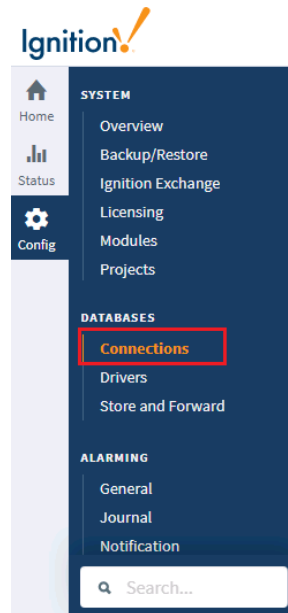 Ignition!
Home
Status
Config
SYSTEM
Overview
Backup/Restore
Ignition Exchange
Licensing
Modules
Projects
DATABASES
Connections
Drivers
Store and Forward
ALARMING
General
Journal
Notification
Search...